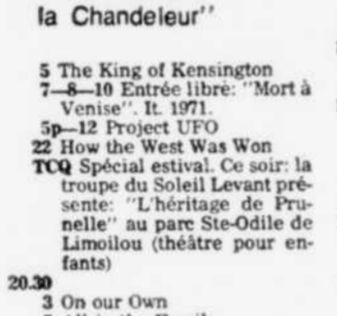 la Chandeleur"
5 The King of Kensington
7—8—10 Entrée libre: "Mort à
Venise". It. 1971.
5p—12 Project UFO
22 How the West Was Won
TCQ Spécial estival. Ce soir: la
troupe du Soleil Levant pré-
sente: "L'héritage de Pru-
nelle" au parc Ste-Odile de
Limoilou (théâtre pour en-
fants)
20.30
3 On our Own